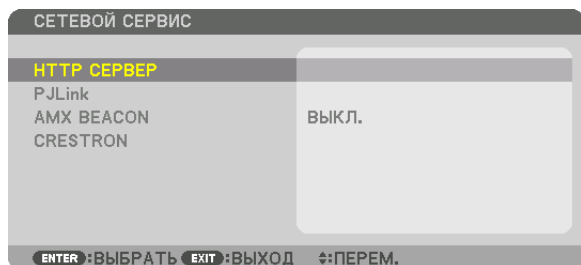 СЕТЕВОЙ СЕРВИС
HTTP СЕРВЕР
PJLink
AMX BEACON ВЫКЛ.
CRESTRON
ENTER:ВЫБРАТЬ EXIT:ВЫХОД ♦:ПЕРЕМ.